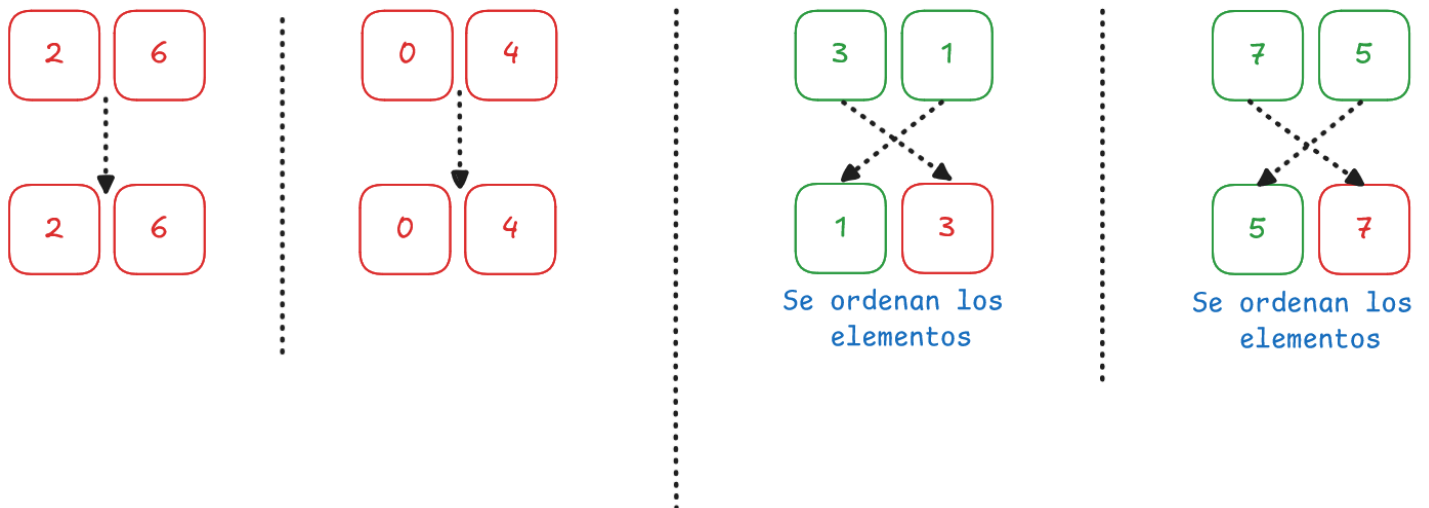 2 6 0 4 3 1 7 5
2 6 0 4 1 3 5 7
Se ordenan los
elementos
Se ordenan los
elementos